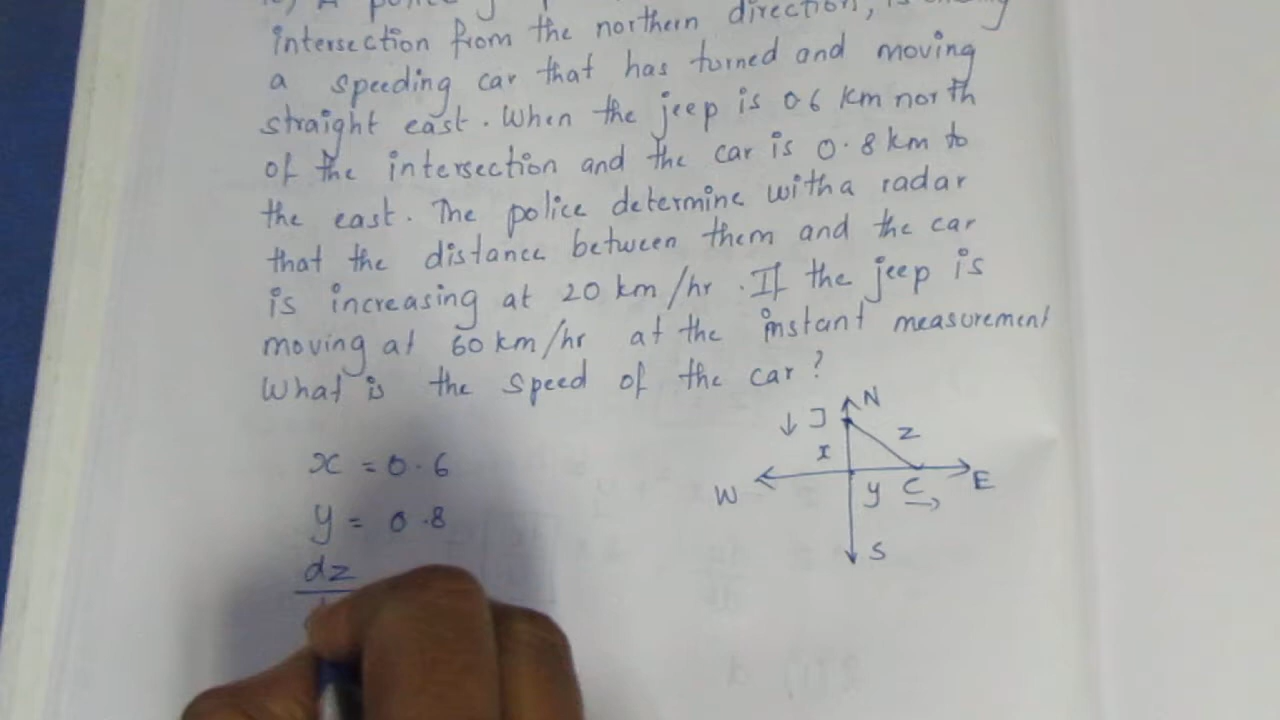 A police
intersection from the northern direction, is
a speeding car that has turned and moving
straight east. When the jeep is 0.6 km north
of the intersection and the car is 0.8 km to
the east. The police determine with a radar
that the distance between them and the car
is increasing at 20 km/hr. If the jeep is
moving at 60 km/hr at the instant measurement
What is the speed of the car?
x = 0.6
y = 0.8
dz
N
↓ J
x
z
W
y
C
→
E
S